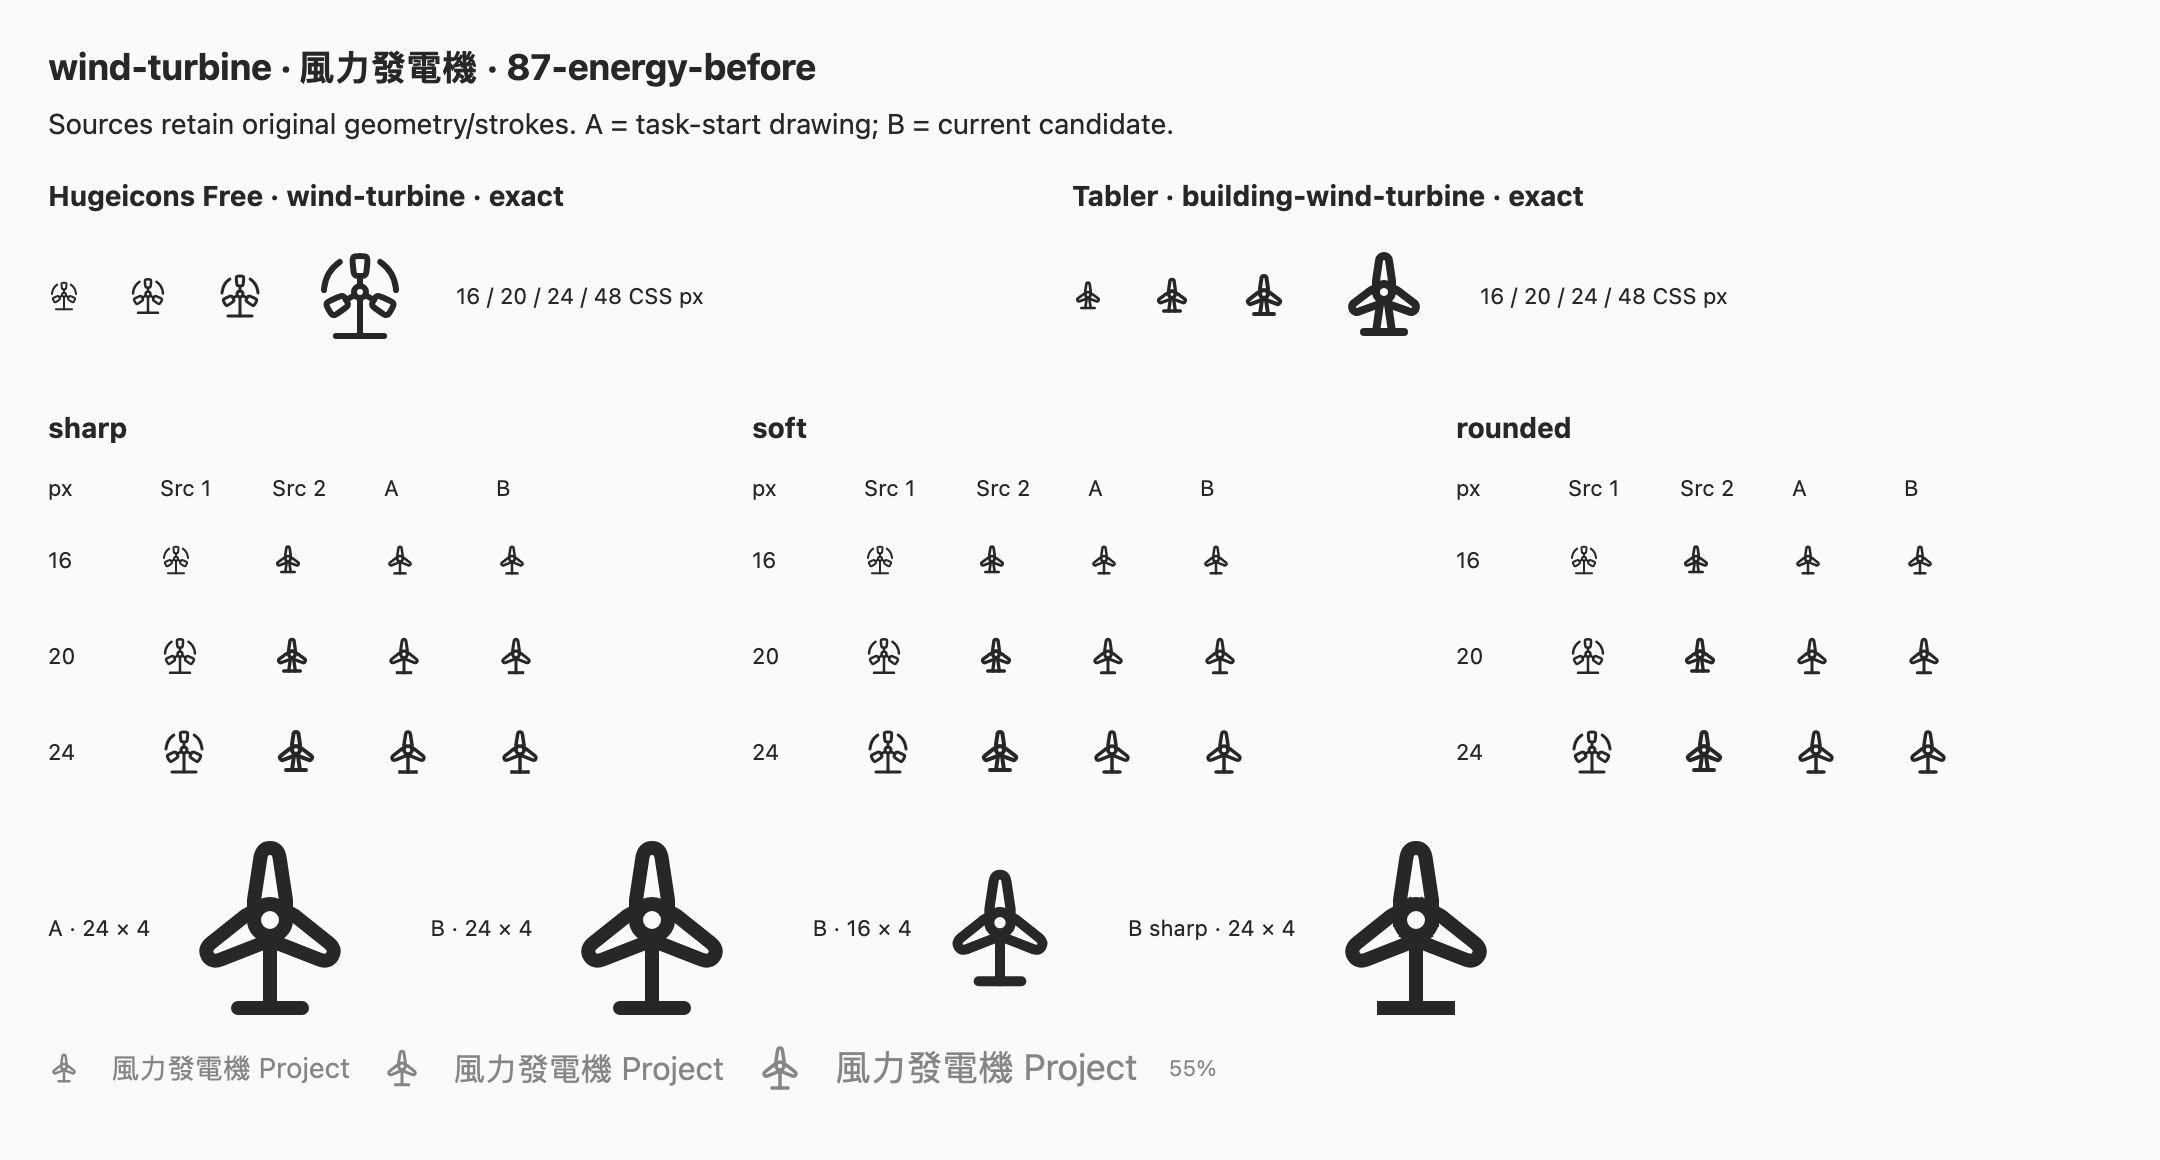 wind-turbine · 風力發電機 · 87-energy-before
Sources retain original geometry/strokes. A = task-start drawing; B = current candidate.
Hugeicons Free · wind-turbine · exact
16 / 20 / 24 / 48 CSS px
Tabler · building-wind-turbine · exact
16 / 20 / 24 / 48 CSS px
sharp
px Src 1 Src 2 A B
16
20
24
soft
px Src 1 Src 2 A B
16
20
24
rounded
px Src 1 Src 2 A B
16
20
24
A · 24 × 4
B · 24 × 4
B · 16 × 4
B sharp · 24 × 4
風力發電機 Project
風力發電機 Project
風力發電機 Project
55%